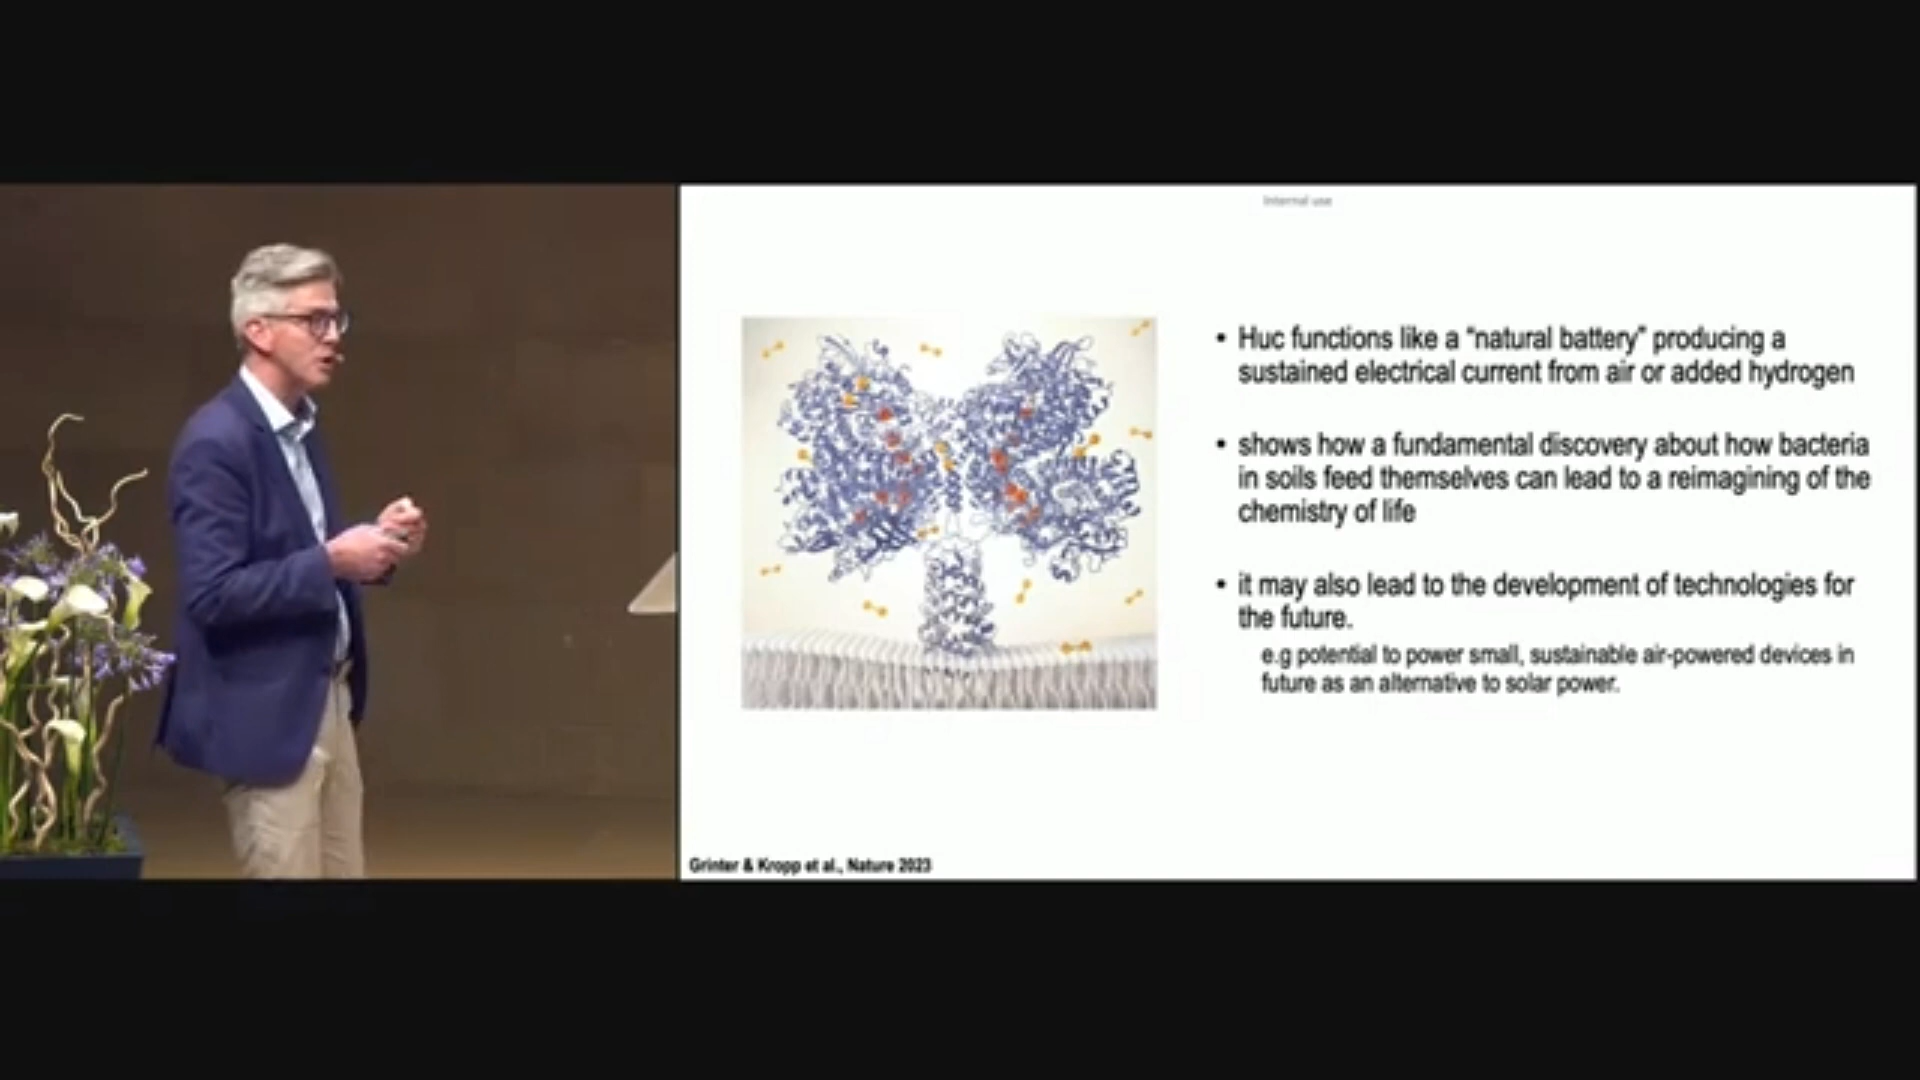 Internal use
• Huc functions like a “natural battery” producing a
sustained electrical current from air or added hydrogen
• shows how a fundamental discovery about how bacteria
in soils feed themselves can lead to a reimagining of the
chemistry of life
• it may also lead to the development of technologies for
the future.
e.g potential to power small, sustainable air-powered devices in
future as an alternative to solar power.
Grinter & Kropp et al., Nature 2023